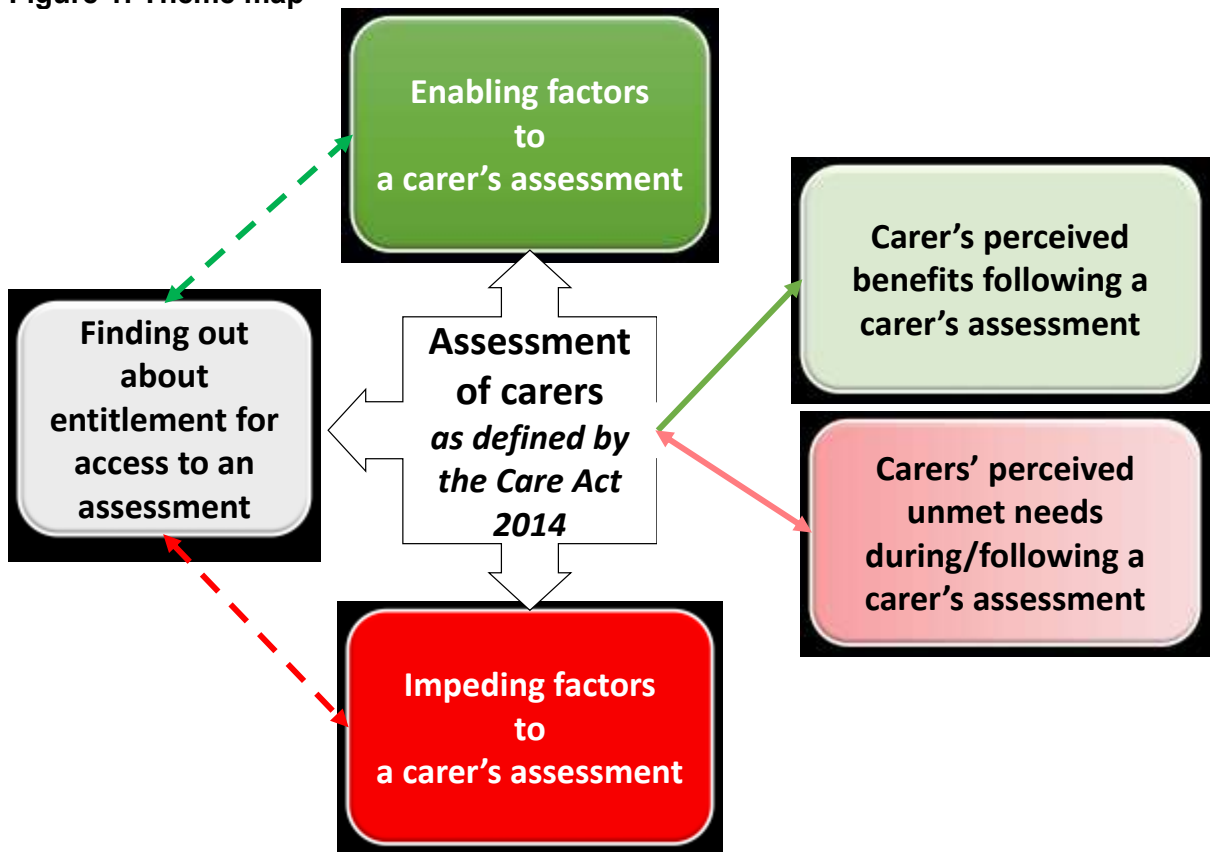 Figure 1. Theme map
Enabling factors
to
a carer's assessment
Carer's perceived
benefits following a
carer's assessment
Finding out
about
entitlement for
access to an
assessment
Assessment
of carers
as defined by
the Care Act
2014
Carers' perceived
unmet needs
during/following a
carer's assessment
Impeding factors
to
a carer's assessment